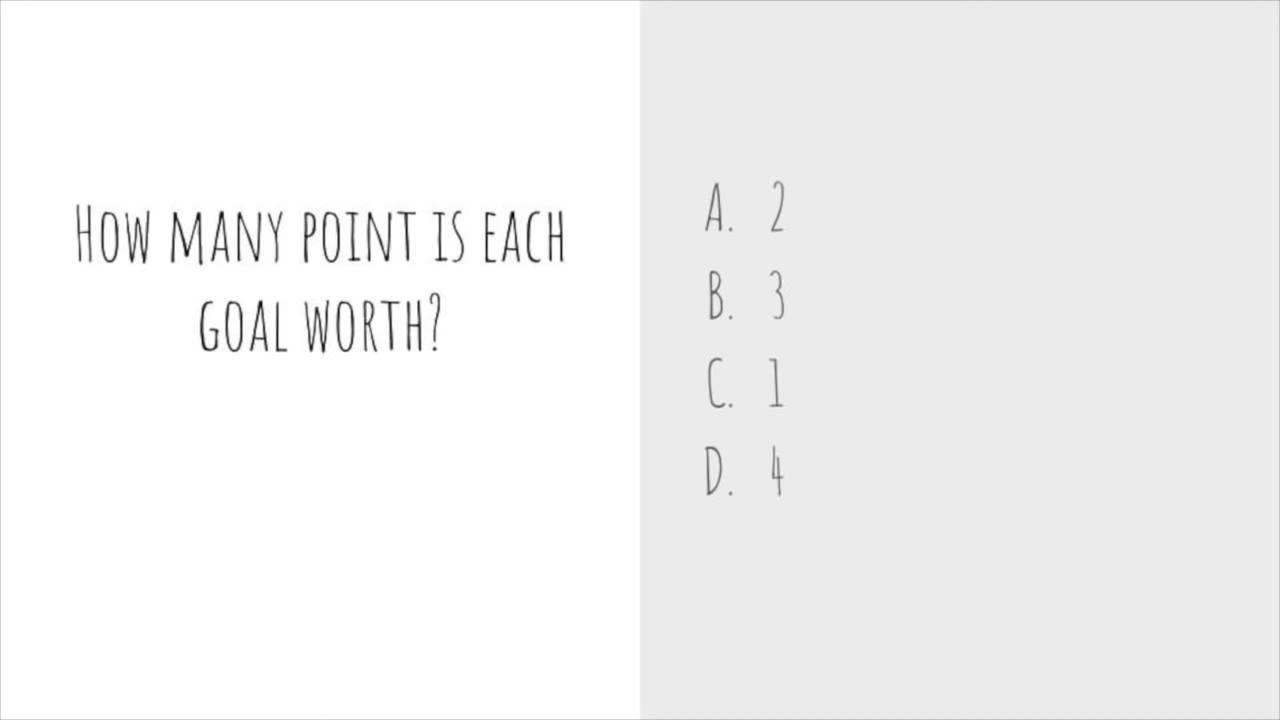 How many point is each
goal worth?
A. 2
B. 3
C. 1
D. 4